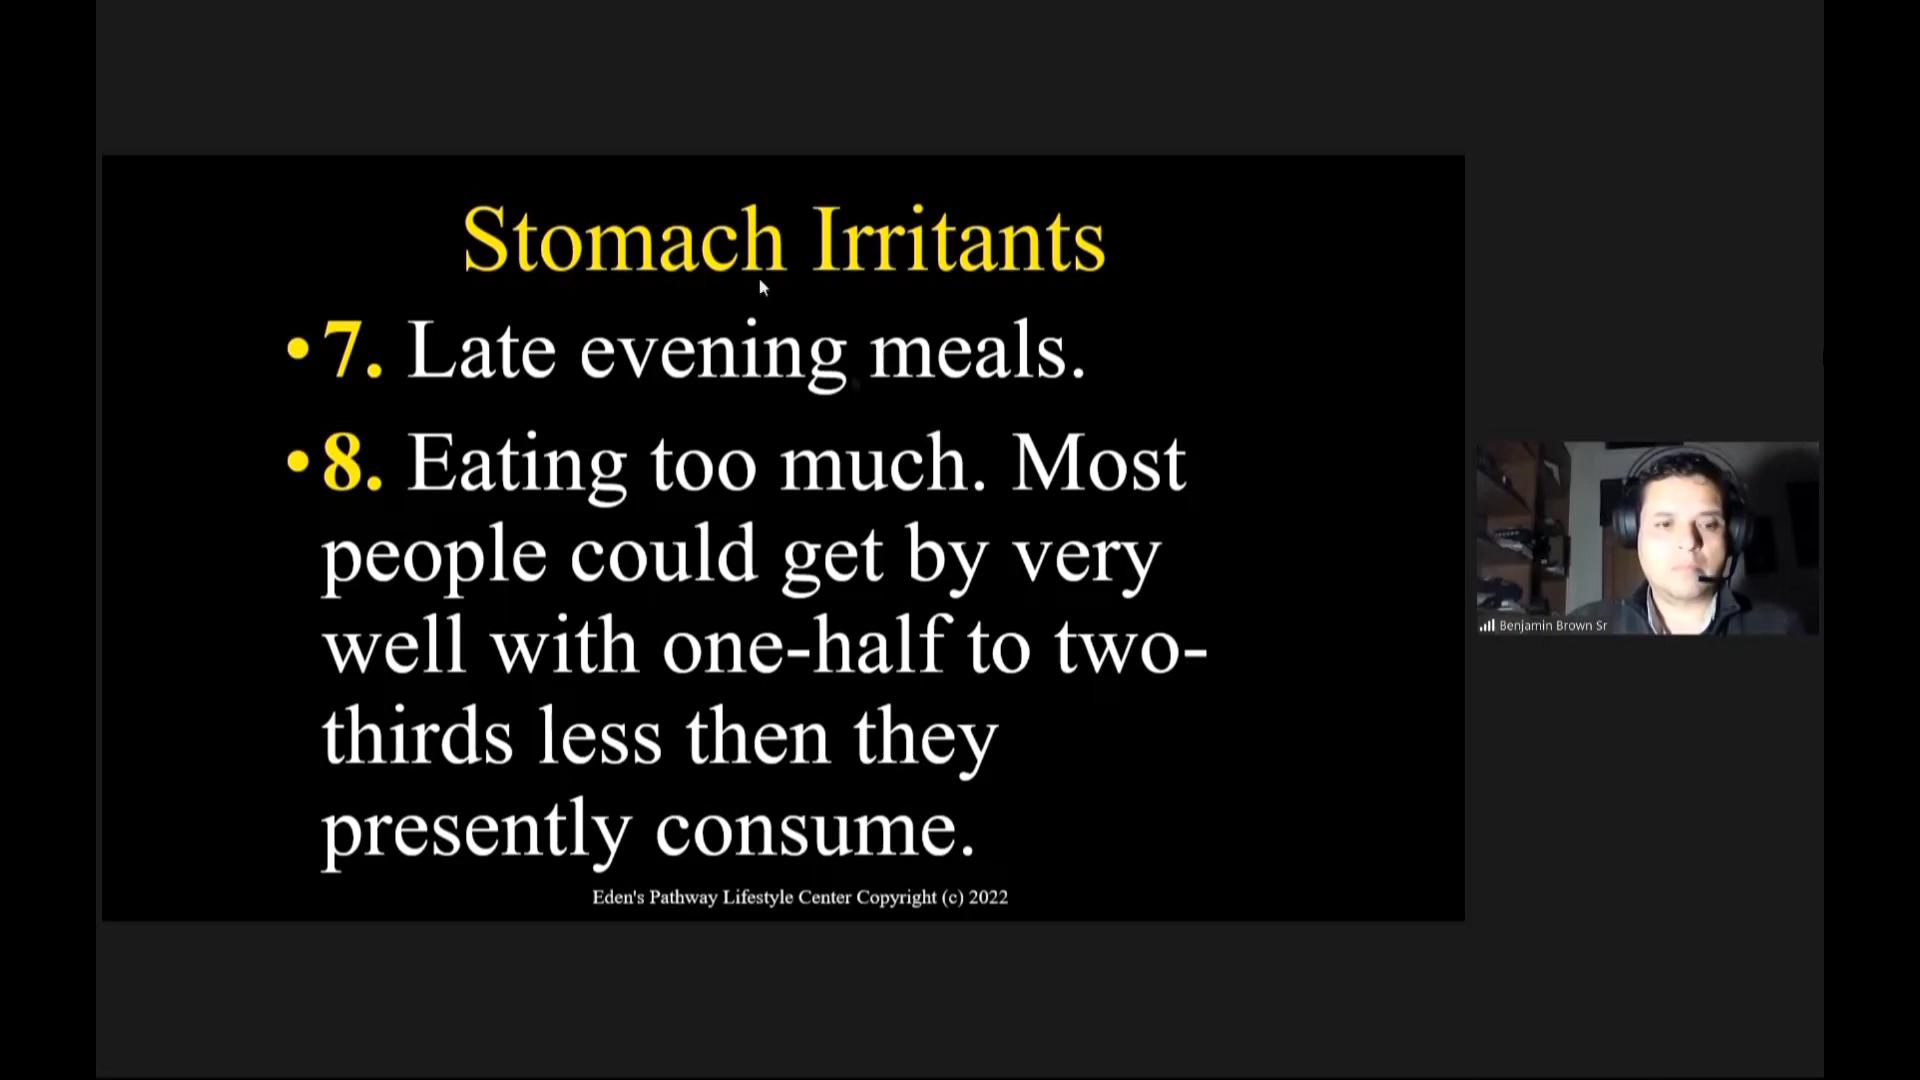 Stomach Irritants
• 7. Late evening meals.
• 8. Eating too much. Most
people could get by very
well with one-half to two-
thirds less then they
presently consume.
Eden's Pathway Lifestyle Center Copyright (c) 2022
Benjamin Brown Sr